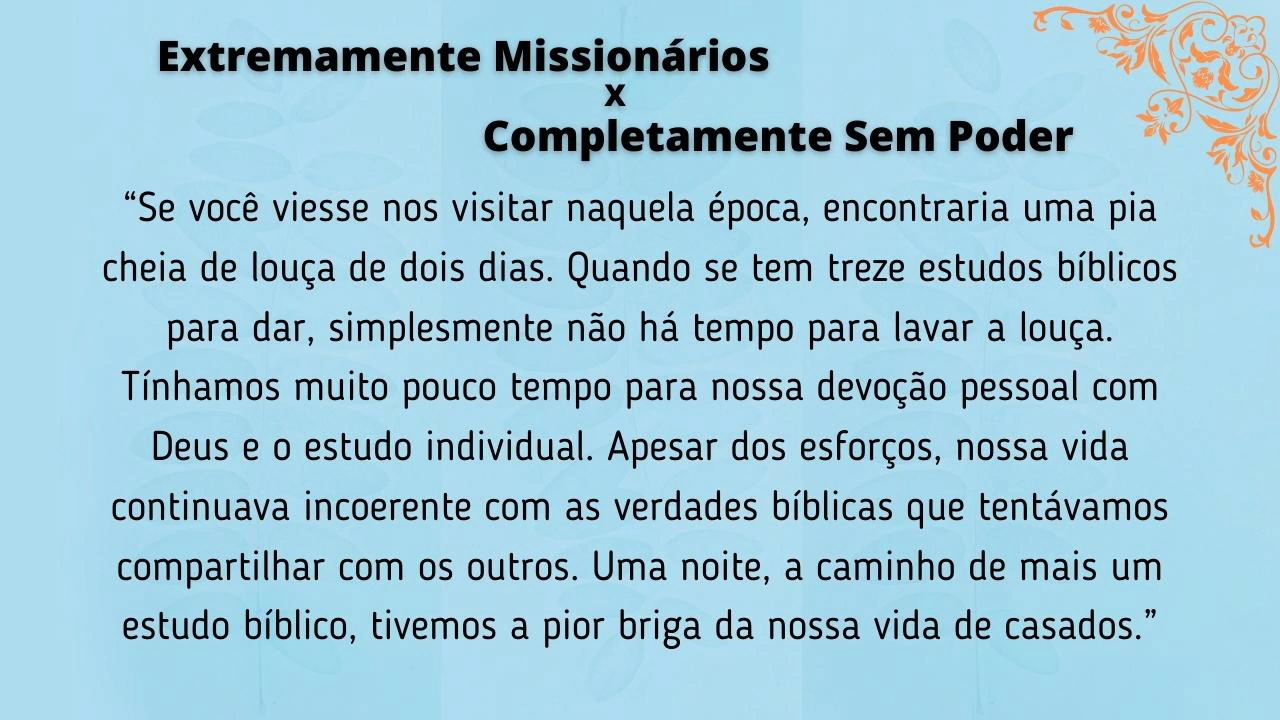 Extremamente Missionários
x
Completamente Sem Poder
“Se você viesse nos visitar naquela época, encontraria uma pia
cheia de louça de dois dias. Quando se tem treze estudos bíblicos
para dar, simplesmente não há tempo para lavar a louça.
Tínhamos muito pouco tempo para nossa devoção pessoal com
Deus e o estudo individual. Apesar dos esforços, nossa vida
continuava incoerente com as verdades bíblicas que tentávamos
compartilhar com os outros. Uma noite, a caminho de mais um
estudo bíblico, tivemos a pior briga da nossa vida de casados.”